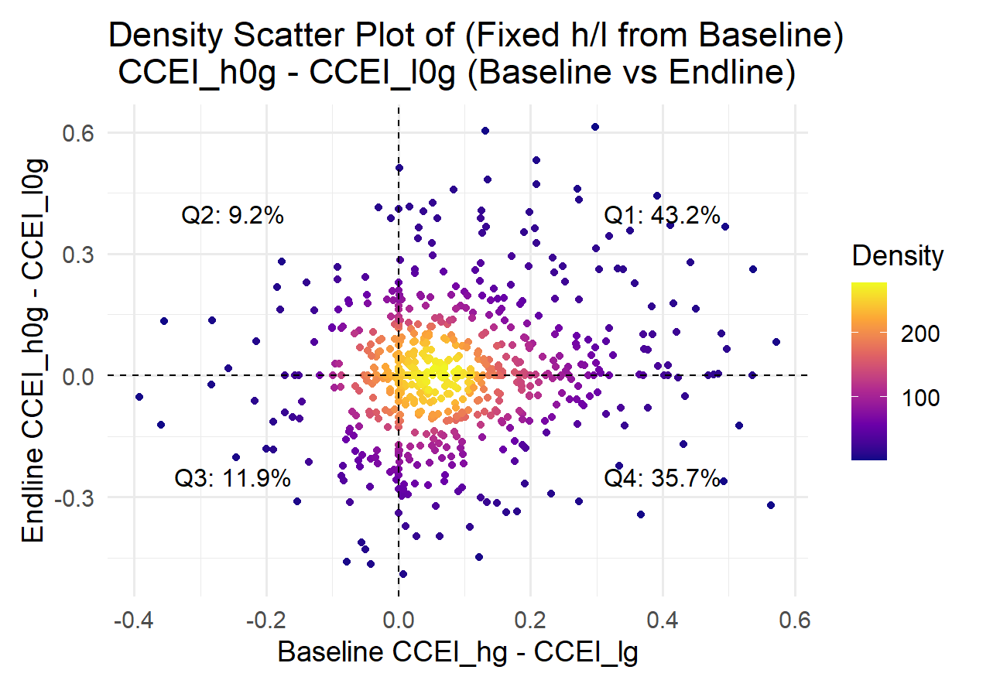 Density Scatter Plot of (Fixed h/l from Baseline)
CCEI_h0g - CCEI_l0g (Baseline vs Endline)
Endline CCEI_h0g - CCEI_l0g
0.6
0.3
0.0
-0.3
Q2: 9.2%
Q1: 43.2%
Q3: 11.9%
Q4: 35.7%
-0.4
-0.2
0.0
0.2
0.4
0.6
Baseline CCEI_hg - CCEI_lg
Density
200
100